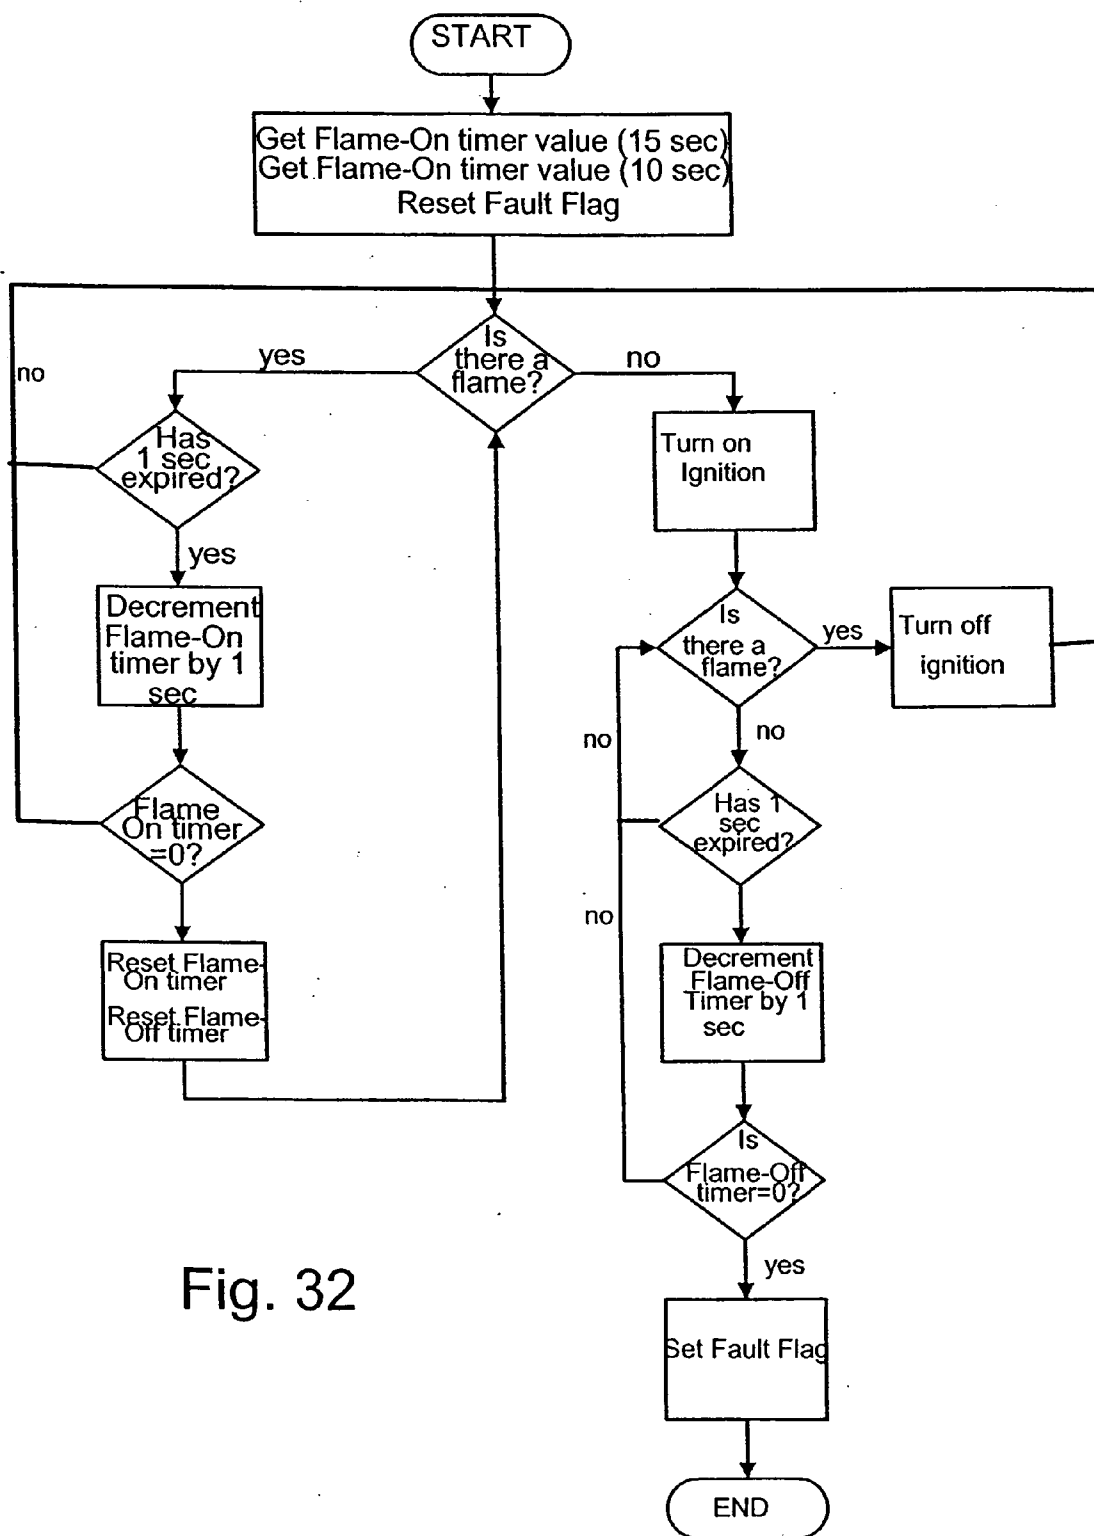 START
Get Flame-On timer value (15 sec)
Get Flame-On timer value (10 sec)
Reset Fault Flag
Is
there a
flame?
yes
no
no
Has
1 sec
expired?
yes
Decrement
Flame-On
timer by 1
sec
Flame
On timer
=0?
Reset Flame-
On timer
Reset Flame-
Off timer
Turn on
Ignition
Is
there a
flame?
yes
Turn off
ignition
no
no
Has 1
sec
expired?
no
Decrement
Flame-Off
Timer by 1
sec
Is
Flame-Off
timer=0?
yes
Set Fault Flag
END
Fig. 32